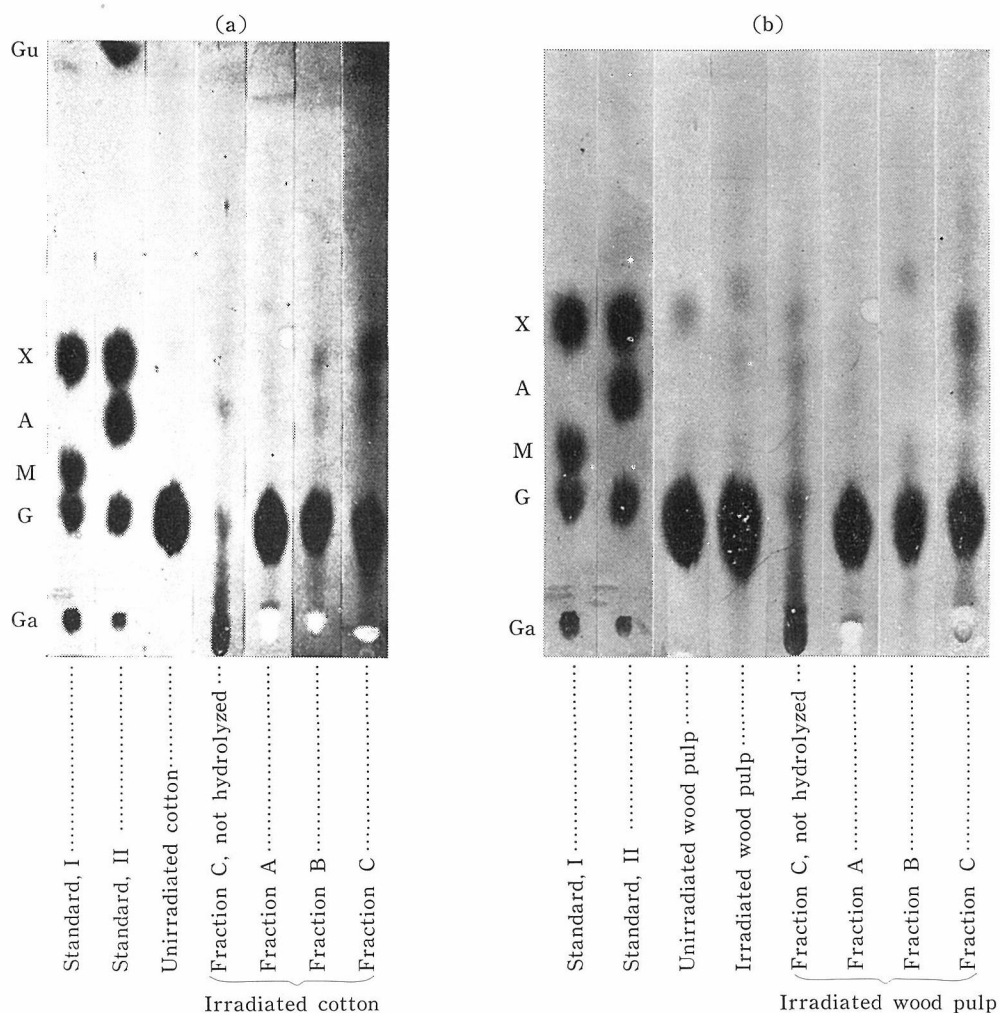 (a)
Gu
X
A
M
G
Ga
Standard, I
Standard, II
Unirradiated cotton
Fraction C, not hydrolyzed
Fraction A
Fraction B
Fraction C
Irradiated cotton
(b)
X
A
M
G
Ga
Standard, I
Standard, II
Unirradiated wood pulp
Irradiated wood pulp
Fraction C, not hydrolyzed
Fraction A
Fraction B
Fraction C
Irradiated wood pulp